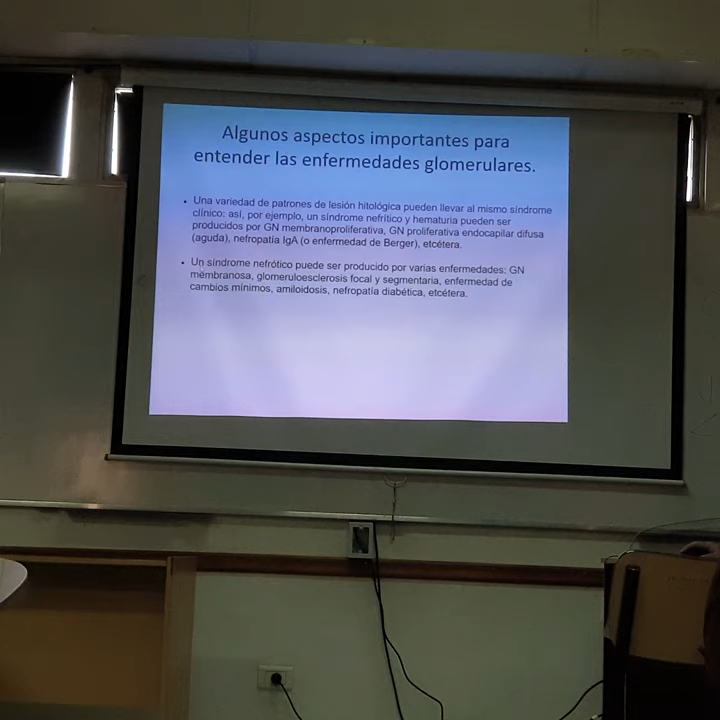 Algunos aspectos importantes para
entender las enfermedades glomerulares.
• Una variedad de patrones de lesión hitológica pueden llevar al mismo síndrome
clínico: así, por ejemplo, un síndrome nefrítico y hematuria pueden ser
producidos por GN membranoproliferativa, GN proliferativa endocapilar difusa
(aguda), nefropatía IgA (o enfermedad de Berger), etcétera.
• Un síndrome nefrótico puede ser producido por varias enfermedades: GN
membranosa, glomeruloesclerosis focal y segmentaria, enfermedad de
cambios mínimos, amiloidosis, nefropatía diabética, etcétera.